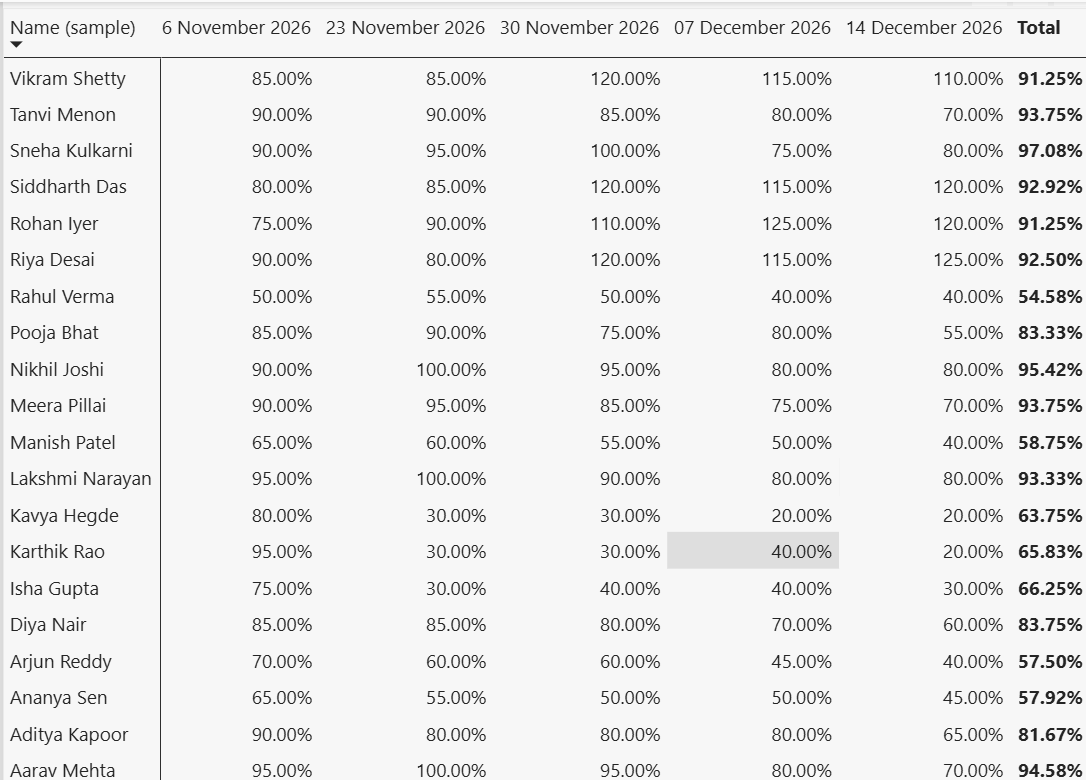 Name (sample) 6 November 2026 23 November 2026 30 November 2026 07 December 2026 14 December 2026 Total
Vikram Shetty 85.00% 85.00% 120.00% 115.00% 110.00% 91.25%
Tanvi Menon 90.00% 90.00% 85.00% 80.00% 70.00% 93.75%
Sneha Kulkarni 90.00% 95.00% 100.00% 75.00% 80.00% 97.08%
Siddharth Das 80.00% 85.00% 120.00% 115.00% 120.00% 92.92%
Rohan Iyer 75.00% 90.00% 110.00% 125.00% 120.00% 91.25%
Riya Desai 90.00% 80.00% 120.00% 115.00% 125.00% 92.50%
Rahul Verma 50.00% 55.00% 50.00% 40.00% 40.00% 54.58%
Pooja Bhat 85.00% 90.00% 75.00% 80.00% 55.00% 83.33%
Nikhil Joshi 90.00% 100.00% 95.00% 80.00% 80.00% 95.42%
Meera Pillai 90.00% 95.00% 85.00% 75.00% 70.00% 93.75%
Manish Patel 65.00% 60.00% 55.00% 50.00% 40.00% 58.75%
Lakshmi Narayan 95.00% 100.00% 90.00% 80.00% 80.00% 93.33%
Kavya Hegde 80.00% 30.00% 30.00% 20.00% 20.00% 63.75%
Karthik Rao 95.00% 30.00% 30.00% 40.00% 20.00% 65.83%
Isha Gupta 75.00% 30.00% 40.00% 40.00% 30.00% 66.25%
Diya Nair 85.00% 85.00% 80.00% 70.00% 60.00% 83.75%
Arjun Reddy 70.00% 60.00% 60.00% 45.00% 40.00% 57.50%
Ananya Sen 65.00% 55.00% 50.00% 50.00% 45.00% 57.92%
Aditya Kapoor 90.00% 80.00% 80.00% 80.00% 65.00% 81.67%
Aarav Mehta 95.00% 100.00% 95.00% 80.00% 70.00% 94.58%